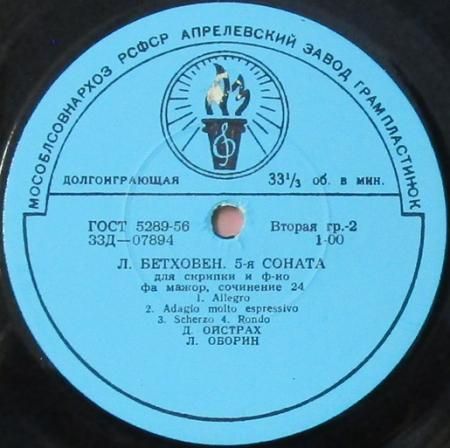 МОСОБЛСОВНАРХОЗ РСФСР АПРЕЛЕВСКИЙ ЗАВОД ГРАМПЛАСТИНОК
ДОЛГОИГРАЮЩАЯ 33⅓ об. в мин.
ГОСТ 5289-56 Вторая гр.-2
33Д—07894 1-00
Л. БЕТХОВЕН. 5-я СОНАТА
для скрипки и ф-но
фа мажор, сочинение 24
1. Allegro
2. Adagio molto espressivo
3. Scherzo 4. Rondo
Д. ОЙСТРАХ
Л. ОБОРИН